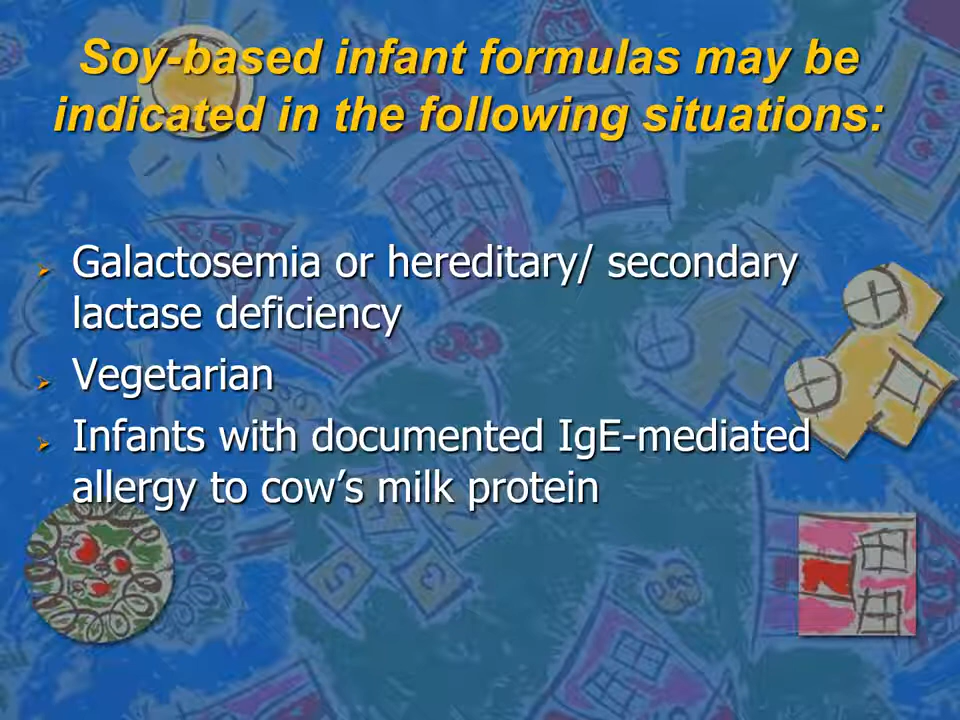 Soy-based infant formulas may be
indicated in the following situations:
Galactosemia or hereditary/ secondary
lactase deficiency
Vegetarian
Infants with documented IgE-mediated
allergy to cow’s milk protein